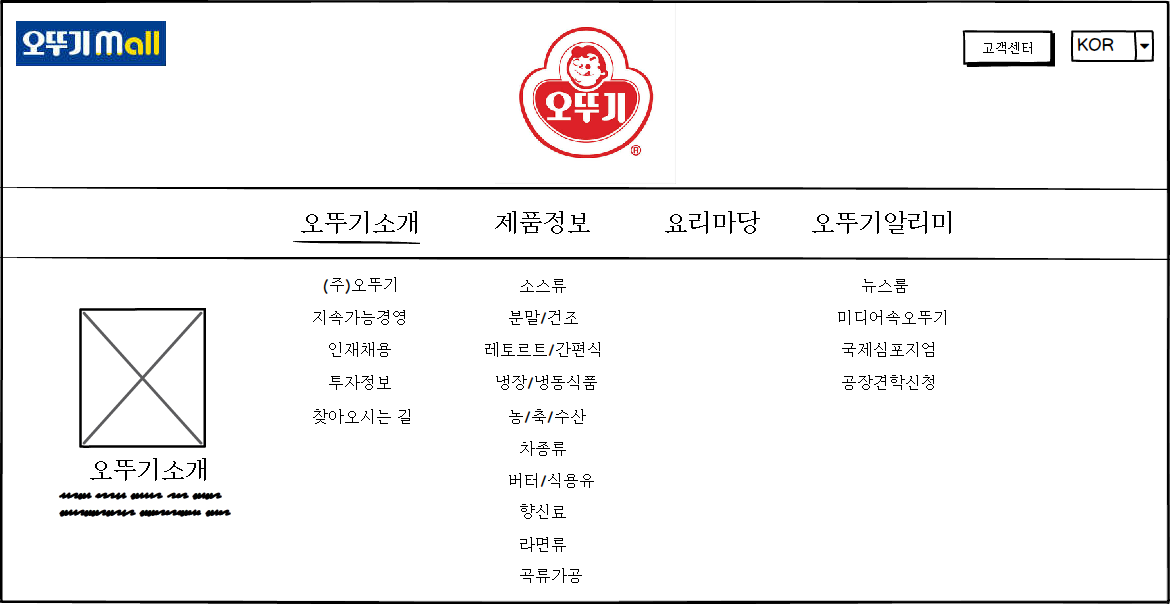 오뚜기mall
오뚜기
®
고객센터
KOR
오뚜기소개
제품정보
요리마당
오뚜기알리미
(주)오뚜기
지속가능경영
인재채용
투자정보
찾아오시는 길
소스류
분말/건조
레토르트/간편식
냉장/냉동식품
농/축/수산
차종류
버터/식용유
향신료
라면류
곡류가공
뉴스룸
미디어속오뚜기
국제심포지엄
공장견학신청
오뚜기소개